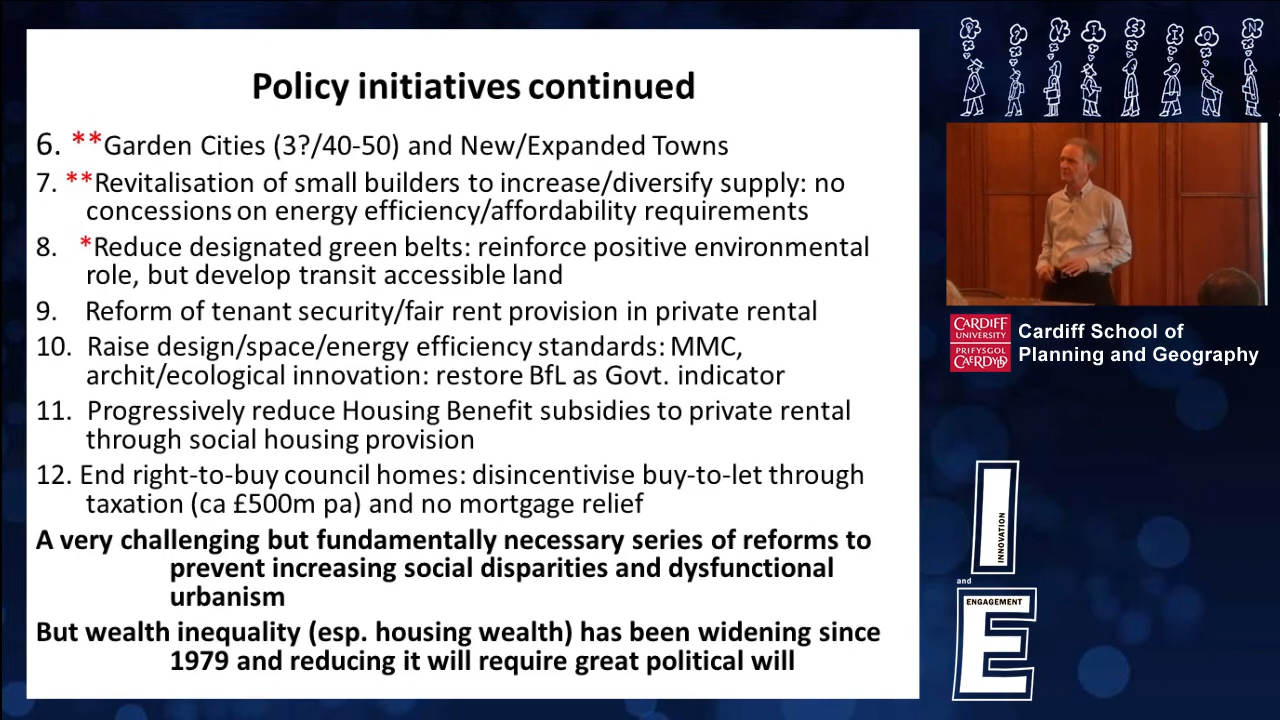 Policy initiatives continued
6. **Garden Cities (3?/40-50) and New/Expanded Towns
7. **Revitalisation of small builders to increase/diversify supply: no
concessions on energy efficiency/affordability requirements
8. *Reduce designated green belts: reinforce positive environmental
role, but develop transit accessible land
9. Reform of tenant security/fair rent provision in private rental
10. Raise design/spsce/energy efficiency standards: MMC,
archit/ecological innovation: restore BfL as Govt. indicator
11. Progressively reduce Housing Benefit subsidies to private rental
through social housing provision
12. End right-to-buy council homes: disincentivise buy-to-let through
taxation (ca £500m pa) and no mortgage relief
A very challenging but fundamentally necessary series of reforms to
prevent increasing social disparities and dysfunctional
urbanism
But wealth inequality (esp. housing wealth) has been widening since
1979 and reducing it will require great political will
VISION
CARDIFF
UNIVERSITY
PRIFYSGOL
CAERDYDD
Cardiff School of
Planning and Geography
I
INNOVATION
and
ENGAGEMENT
E